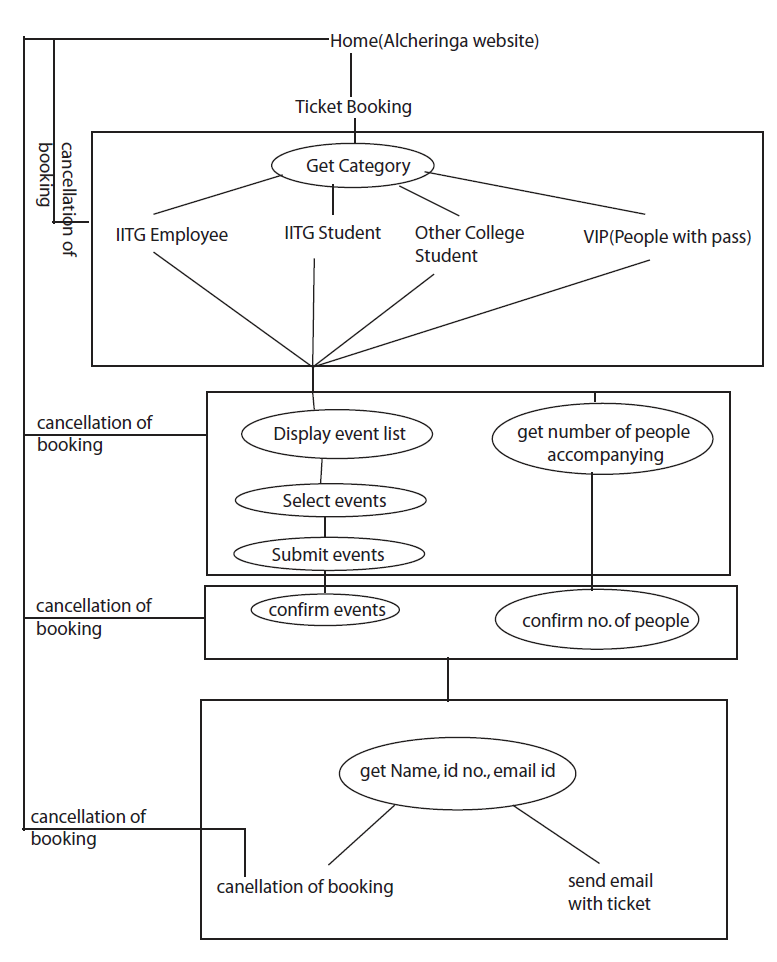 Home(Alcheringa website)
Ticket Booking
cancellation of
booking
Get Category
IITG Employee
IITG Student
Other College
Student
VIP(People with pass)
cancellation of
booking
Display event list
get number of people
accompanying
Select events
Submit events
cancellation of
booking
confirm events
confirm no. of people
get Name, id no., email id
cancellation of
booking
canellation of booking
send email
with ticket